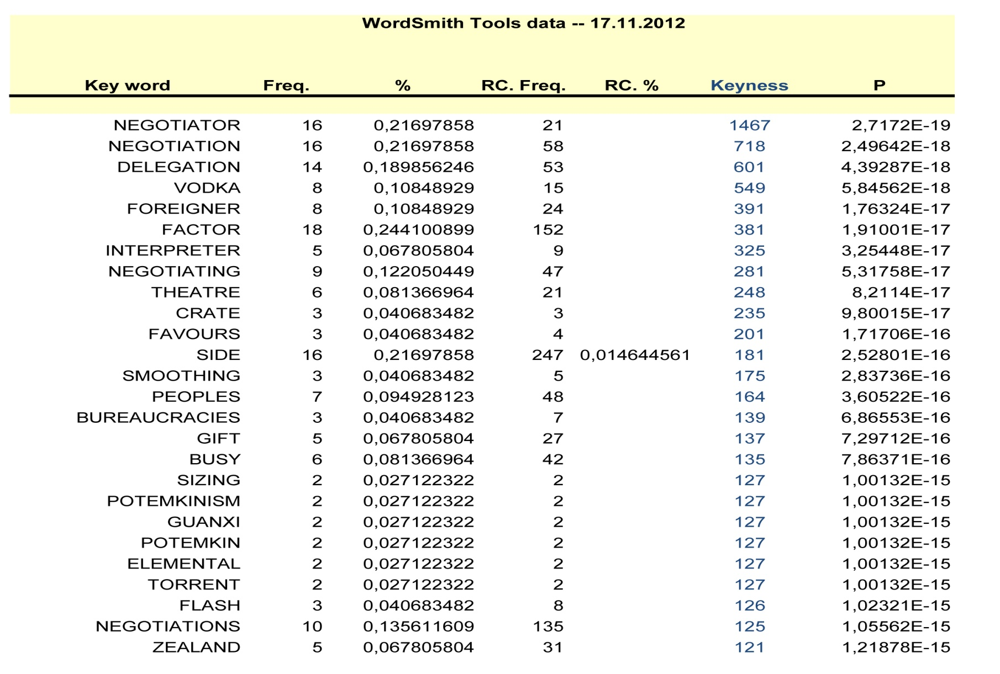 WordSmith Tools data -- 17.11.2012
Key word Freq. % RC. Freq. RC. % Keyness P
NEGOTIATOR 16 0,21697858 21 1467 2,7172E-19
NEGOTIATION 16 0,21697858 58 718 2,49642E-18
DELEGATION 14 0,189856246 53 601 4,39287E-18
VODKA 8 0,10848929 15 549 5,84562E-18
FOREIGNER 8 0,10848929 24 391 1,76324E-17
FACTOR 18 0,244100899 152 381 1,91001E-17
INTERPRETER 5 0,067805804 9 325 3,25448E-17
NEGOTIATING 9 0,122050449 47 281 5,31758E-17
THEATRE 6 0,081366964 21 248 8,2114E-17
CRATE 3 0,040683482 3 235 9,80015E-17
FAVOURS 3 0,040683482 4 201 1,71706E-16
SIDE 16 0,21697858 247 0,014644561 181 2,52801E-16
SMOOTHING 3 0,040683482 5 175 2,83736E-16
PEOPLES 7 0,094928123 48 164 3,60522E-16
BUREAUCRACIES 3 0,040683482 7 139 6,86553E-16
GIFT 5 0,067805804 27 137 7,29712E-16
BUSY 6 0,081366964 42 135 7,86371E-16
SIZING 2 0,027122322 2 127 1,00132E-15
POTEMKINISM 2 0,027122322 2 127 1,00132E-15
GUANXI 2 0,027122322 2 127 1,00132E-15
POTEMKIN 2 0,027122322 2 127 1,00132E-15
ELEMENTAL 2 0,027122322 2 127 1,00132E-15
TORRENT 2 0,027122322 2 127 1,00132E-15
FLASH 3 0,040683482 8 126 1,02321E-15
NEGOTIATIONS 10 0,135611609 135 125 1,05562E-15
ZEALAND 5 0,067805804 31 121 1,21878E-15